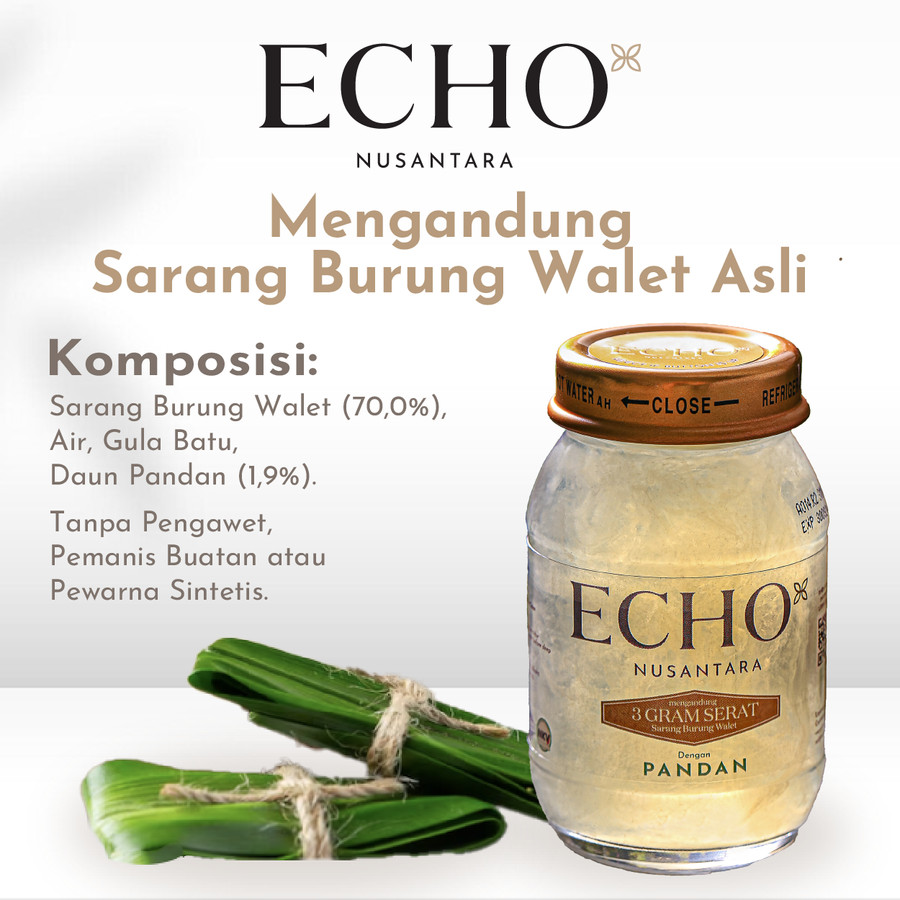 ECHO
NUSANTARA
Mengandung
Sarang Burung Walet Asli
Komposisi:
Sarang Burung Walet (70,0%),
Air, Gula Batu,
Daun Pandan (1,9%).
Tanpa Pengawet,
Pemanis Buatan atau
Pewarna Sintetis.
ECHO
WATER
CLOSE
ECHO
NUSANTARA
mengandung
3 GRAM SERAT
Sarang Burung Walet
Dengan
PANDAN